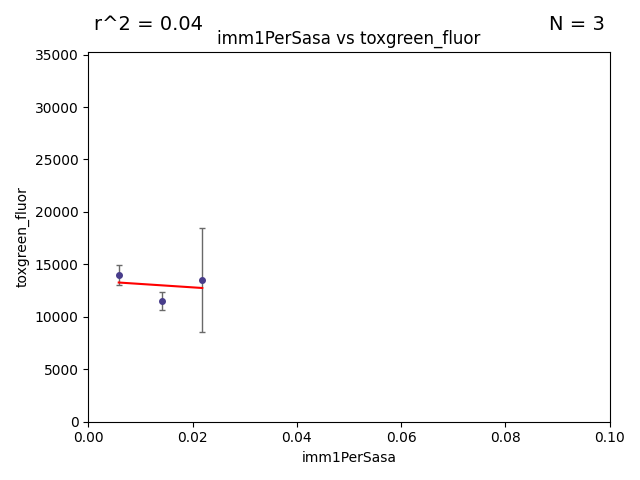 r^2 = 0.04
N = 3
imm1PerSasa vs toxgreen_fluor
35000
30000
25000
20000
15000
10000
5000
0
toxgreen_fluor
0.00
0.02
0.04
0.06
0.08
0.10
imm1PerSasa